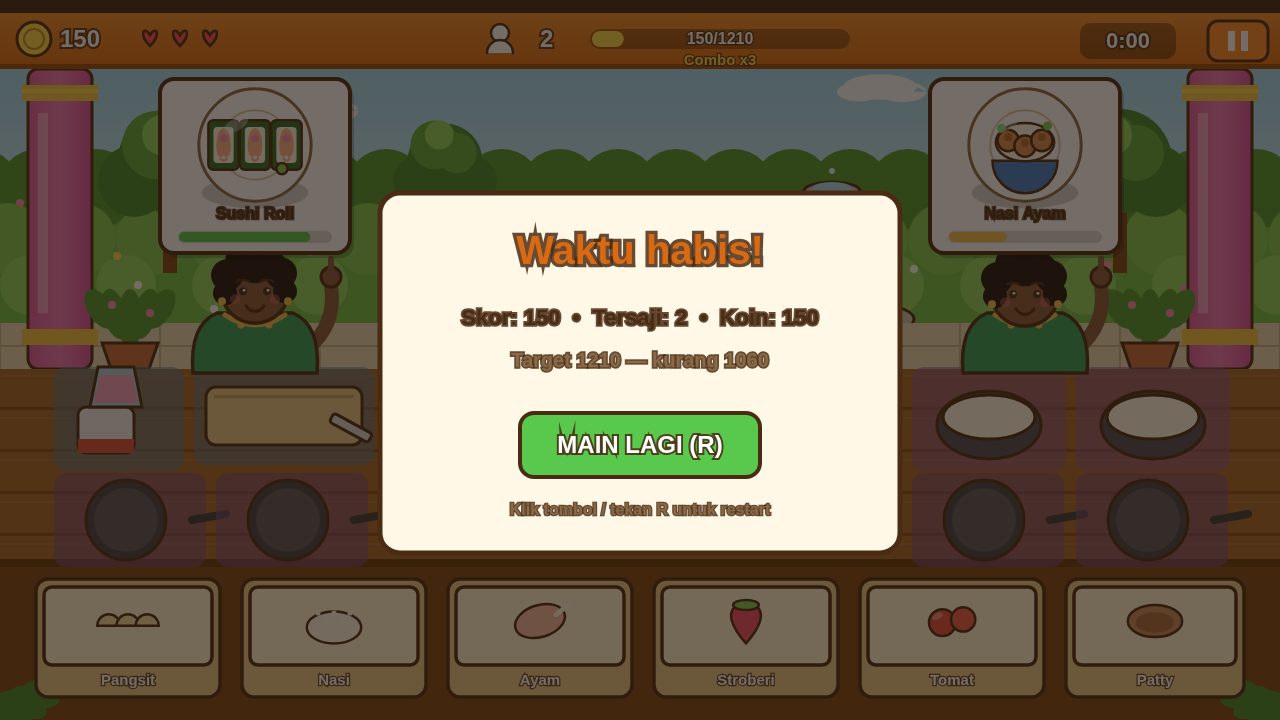 150
2
150/1210
Combo x3
0:00
Sushi Roll
Nasi Ayam
Waktu habis!
Skor: 150 • Tersaji: 2 • Koin: 150
Target 1210 — kurang 1060
MAIN LAGI (R)
Klik tombol / tekan R untuk restart
Pangsit
Nasi
Ayam
Stroberi
Tomat
Patty